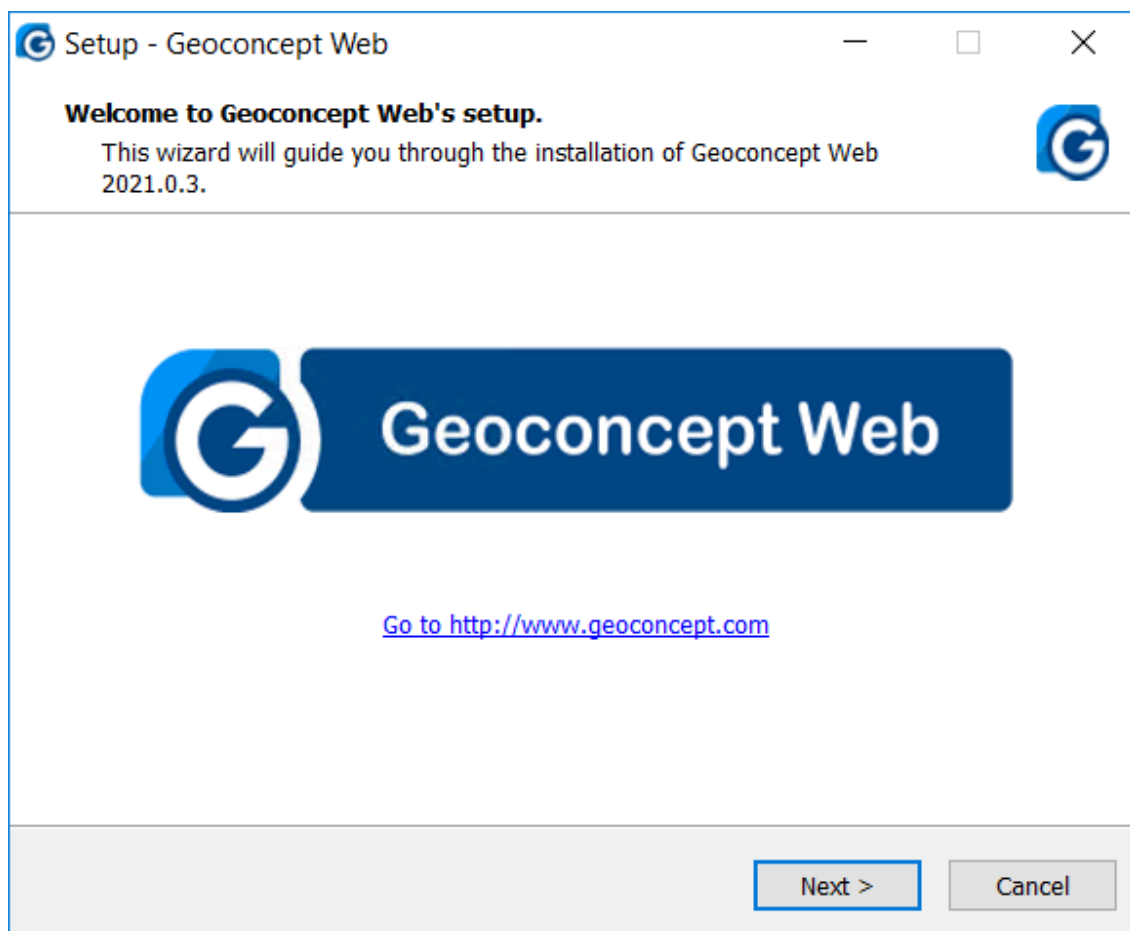 Setup - Geoconcept Web
Welcome to Geoconcept Web's setup.
This wizard will guide you through the installation of Geoconcept Web
2021.0.3.
Geoconcept Web
Go to http://www.geoconcept.com
Next >
Cancel